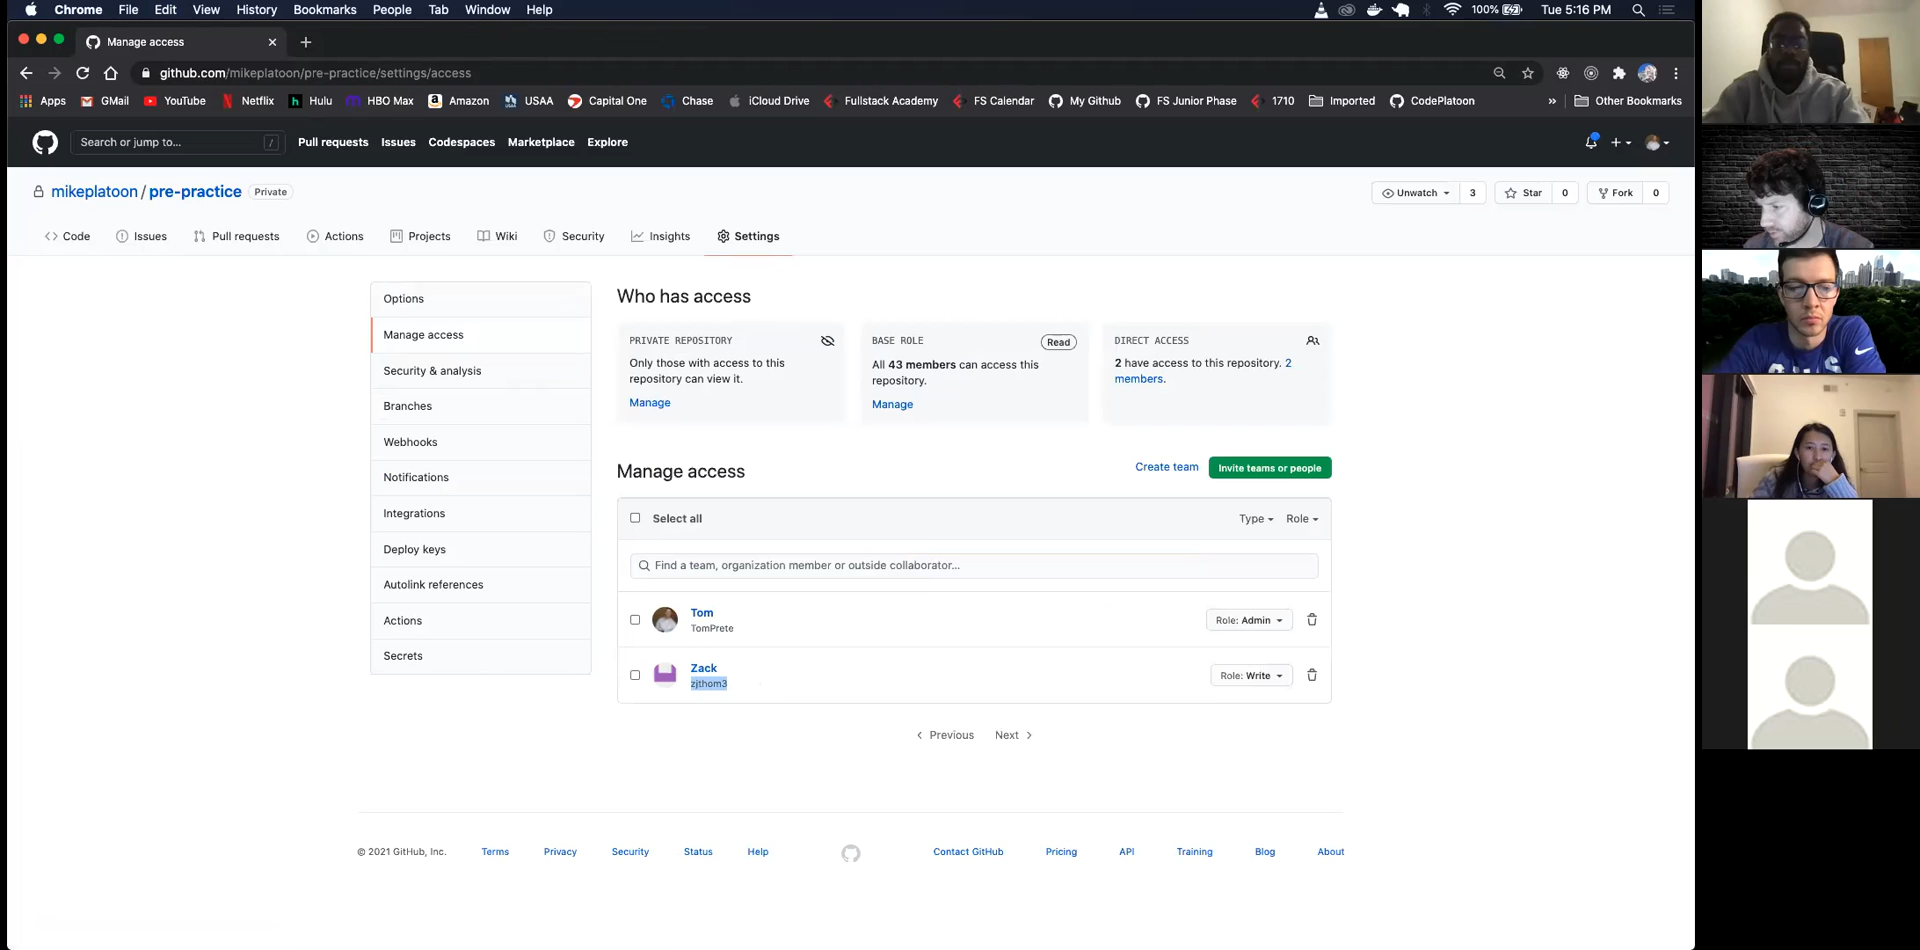 Chrome File Edit View History Bookmarks People Tab Window Help 100% Tue 5:16 PM
Manage access
github.com/mikeplatoon/pre-practice/settings/access
Apps GMail YouTube Netflix Hulu HBO Max Amazon USAA Capital One Chase iCloud Drive Fullstack Academy FS Calendar My Github FS Junior Phase 1710 Imported CodePlatoon » Other Bookmarks
Search or jump to... / Pull requests Issues Codespaces Marketplace Explore
mikeplatoon / pre-practice Private Unwatch 3 Star 0 Fork 0
Code Issues Pull requests Actions Projects Wiki Security Insights Settings
Options
Manage access
Security & analysis
Branches
Webhooks
Notifications
Integrations
Deploy keys
Autolink references
Actions
Secrets
Who has access
PRIVATE REPOSITORY
Only those with access to this
repository can view it.
Manage
BASE ROLE Read
All 43 members can access this
repository.
Manage
DIRECT ACCESS
2 have access to this repository. 2
members.
Manage access Create team Invite teams or people
Select all Type Role
Find a team, organization member or outside collaborator...
Tom
TomPrete
Role: Admin
Zack
zjthom3
Role: Write
Previous Next
© 2021 GitHub, Inc. Terms Privacy Security Status Help Contact GitHub Pricing API Training Blog About